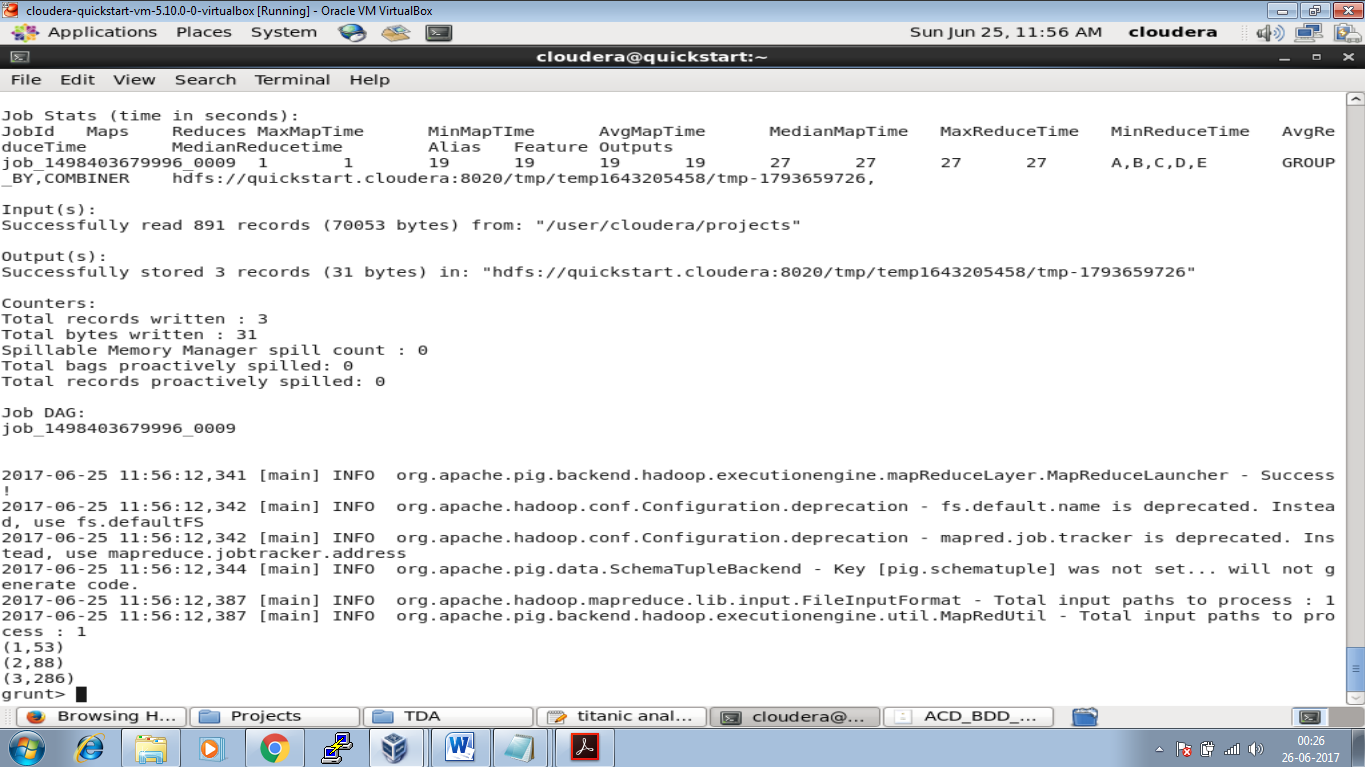 cloudera-quickstart-vm-5.10.0-0-virtualbox [Running] - Oracle VM VirtualBox
Applications Places System Sun Jun 25, 11:56 AM cloudera
cloudera@quickstart:~
File Edit View Search Terminal Help
Job Stats (time in seconds):
JobId Maps Reduces MaxMapTime MinMapTIme AvgMapTime MedianMapTime MaxReduceTime MinReduceTime AvgRe
duceTime MedianReducetime Alias Feature Outputs
job_1498403679996_0009 1 1 19 19 19 19 27 27 27 27 A,B,C,D,E GROUP
_BY,COMBINER hdfs://quickstart.cloudera:8020/tmp/temp1643205458/tmp-1793659726,
Input(s):
Successfully read 891 records (70053 bytes) from: "/user/cloudera/projects"
Output(s):
Successfully stored 3 records (31 bytes) in: "hdfs://quickstart.cloudera:8020/tmp/temp1643205458/tmp-1793659726"
Counters:
Total records written : 3
Total bytes written : 31
Spillable Memory Manager spill count : 0
Total bags proactively spilled: 0
Total records proactively spilled: 0
Job DAG:
job_1498403679996_0009
2017-06-25 11:56:12,341 [main] INFO org.apache.pig.backend.hadoop.executionengine.mapReduceLayer.MapReduceLauncher - Success
!
2017-06-25 11:56:12,342 [main] INFO org.apache.hadoop.conf.Configuration.deprecation - fs.default.name is deprecated. Instea
d, use fs.defaultFS
2017-06-25 11:56:12,342 [main] INFO org.apache.hadoop.conf.Configuration.deprecation - mapred.job.tracker is deprecated. Ins
tead, use mapreduce.jobtracker.address
2017-06-25 11:56:12,344 [main] INFO org.apache.pig.data.SchemaTupleBackend - Key [pig.schematuple] was not set... will not g
enerate code.
2017-06-25 11:56:12,387 [main] INFO org.apache.hadoop.mapreduce.lib.input.FileInputFormat - Total input paths to process : 1
2017-06-25 11:56:12,387 [main] INFO org.apache.pig.backend.hadoop.executionengine.util.MapRedUtil - Total input paths to pro
cess : 1
(1,53)
(2,88)
(3,286)
grunt>
Browsing H... Projects TDA titanic anal... cloudera@... ACD_BDD_...
00:26
26-06-2017